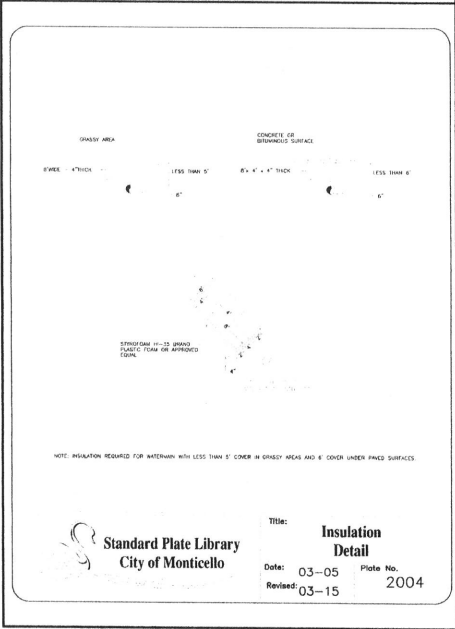 GRASSY AREA
CONCRETE OR
BITUMINOUS SURFACE
8'WIDE 4"THICK
LESS THAN 5'
8'x 4' x 4" THICK
LESS THAN 6'
6"
6"
STYROFOAM HI-35 BRAND
PLASTIC FOAM OR APPROVED
EQUAL
4"
NOTE: INSULATION REQUIRED FOR WATERMAIN WITH LESS THAN 5' COVER IN GRASSY AREAS AND 6' COVER UNDER PAVED SURFACES.
Standard Plate Library
City of Monticello
Title:
Insulation
Detail
Date: 03-05
Plate No.
2004
Revised: 03-15